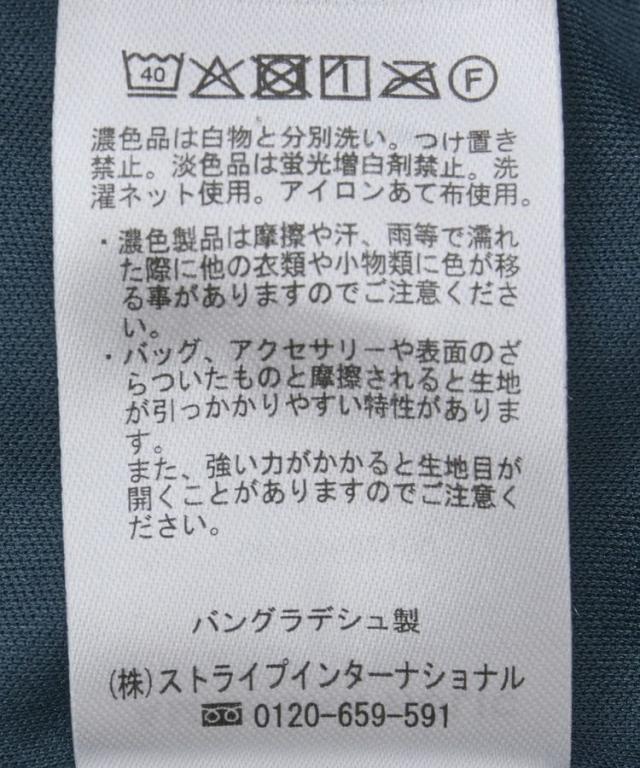 40 F
濃色品は白物と分別洗い。つけ置き
禁止。淡色品は蛍光増白剤禁止。洗
濯ネット使用。アイロンあて布使用。
・濃色製品は摩擦や汗、雨等で濡れ
た際に他の衣類や小物類に色が移
る事がありますのでご注意くださ
い。
・バッグ、アクセサリーや表面のざ
らついたものと摩擦されると生地
が引っかかりやすい特性がありま
す。
また、強い力がかかると生地目が
開くことがありますのでご注意く
ださい。
バングラデシュ製
(株)ストライプインターナショナル
0120-659-591